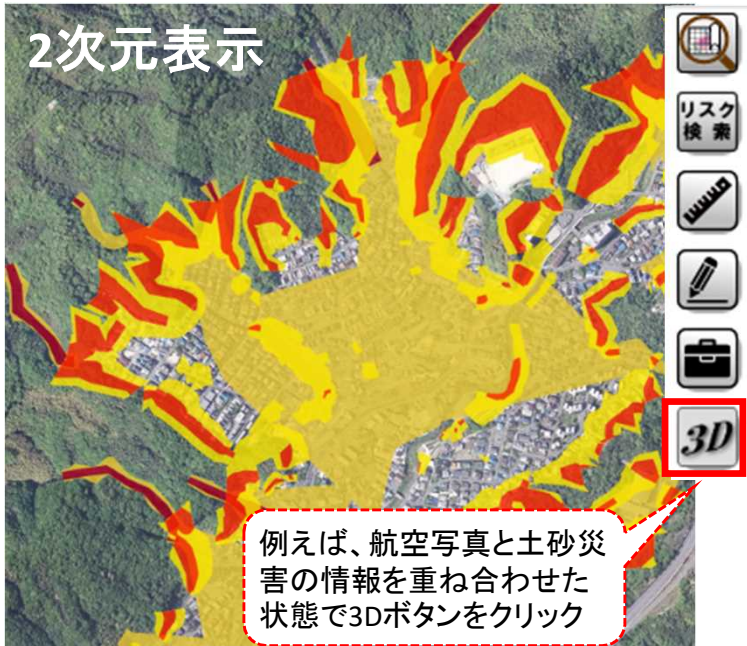 2次元表示
リスク
検 索
3D
例えば、航空写真と土砂災
害の情報を重ね合わせた
状態で3Dボタンをクリック